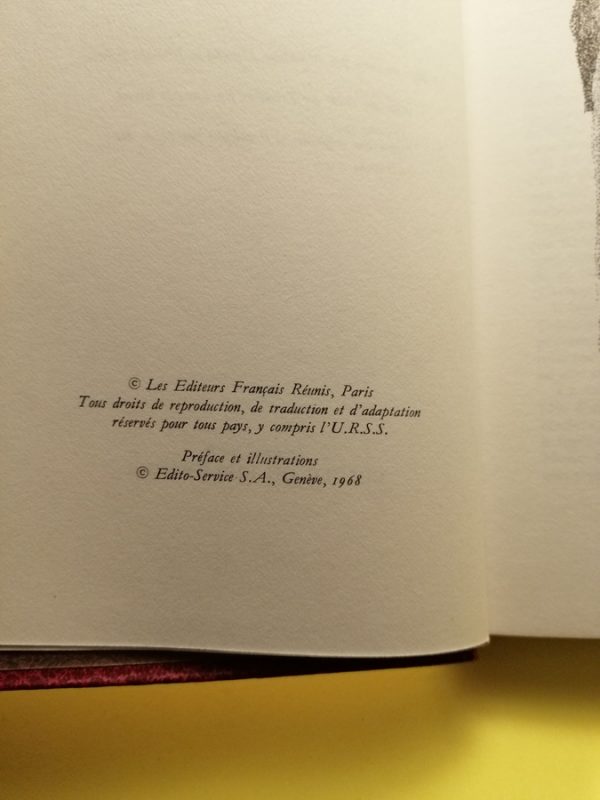 © Les Editeurs Français Réunis, Paris
Tous droits de reproduction, de traduction et d'adaptation
réservés pour tous pays, y compris l'U.R.S.S.
Préface et illustrations
© Edito-Service S.A., Genève, 1968